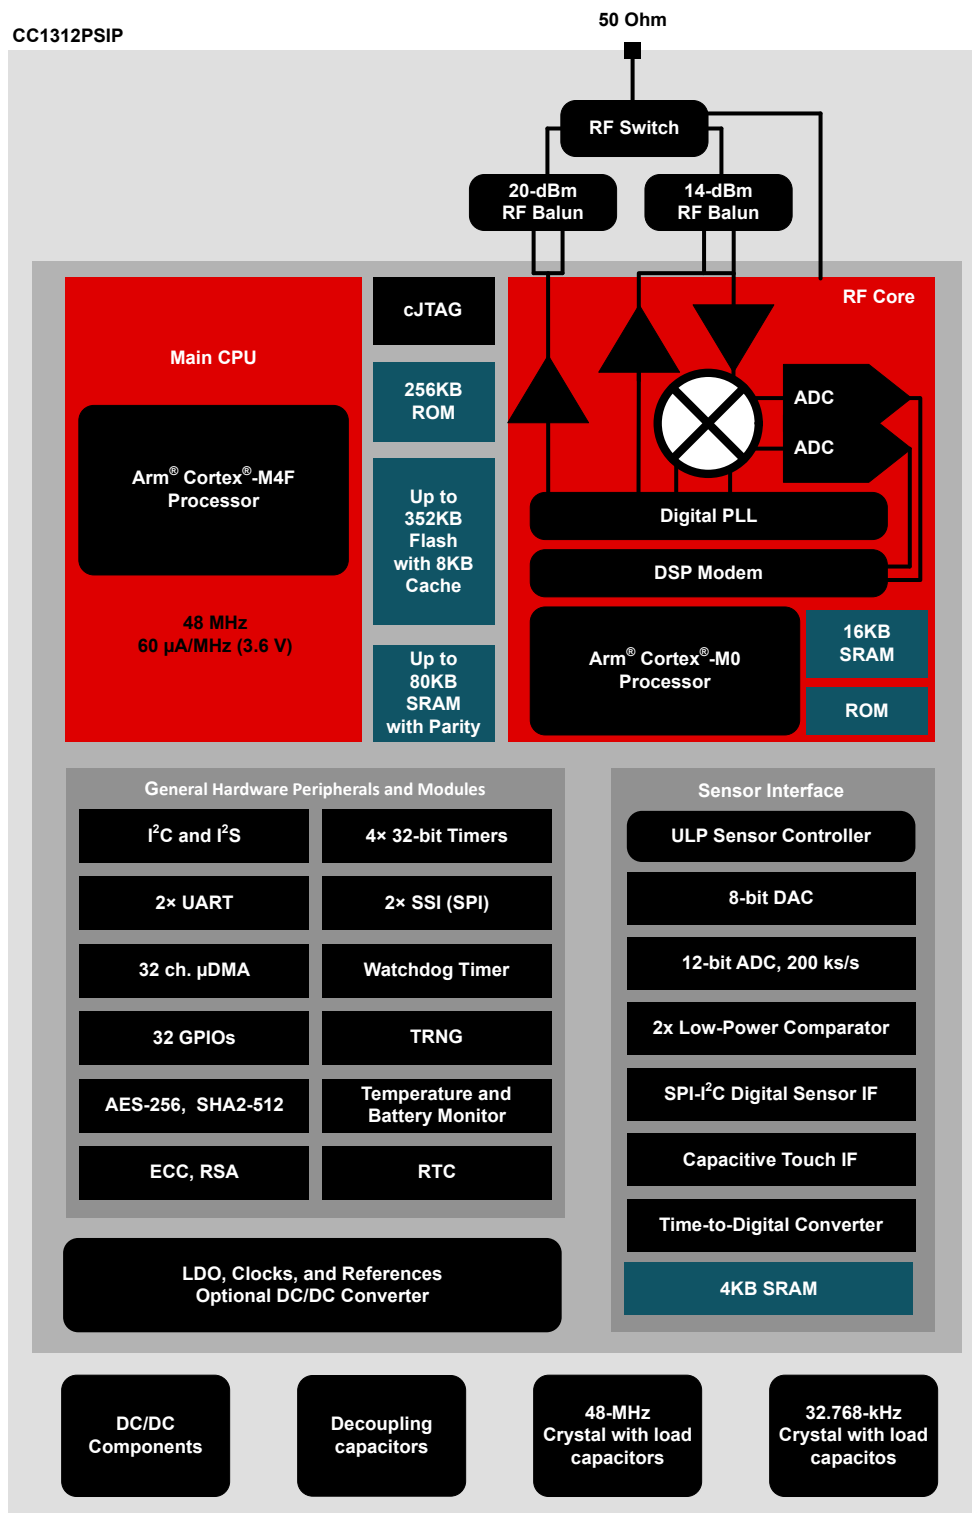 50 Ohm
CC1312PSIP
RF Switch
20-dBm
RF Balun
14-dBm
RF Balun
RF Core
Main CPU
Arm® Cortex®-M4F
Processor
48 MHz
60 µA/MHz (3.6 V)
cJTAG
256KB
ROM
Up to
352KB
Flash
with 8KB
Cache
Up to
80KB
SRAM
with Parity
ADC
ADC
Digital PLL
DSP Modem
Arm® Cortex®-M0
Processor
16KB
SRAM
ROM
General Hardware Peripherals and Modules
I²C and I²S
4× 32-bit Timers
2× UART
2× SSI (SPI)
32 ch. µDMA
Watchdog Timer
32 GPIOs
TRNG
AES-256, SHA2-512
Temperature and
Battery Monitor
ECC, RSA
RTC
LDO, Clocks, and References
Optional DC/DC Converter
Sensor Interface
ULP Sensor Controller
8-bit DAC
12-bit ADC, 200 ks/s
2x Low-Power Comparator
SPI-I²C Digital Sensor IF
Capacitive Touch IF
Time-to-Digital Converter
4KB SRAM
DC/DC
Components
Decoupling
capacitors
48-MHz
Crystal with load
capacitors
32.768-kHz
Crystal with load
capacitos